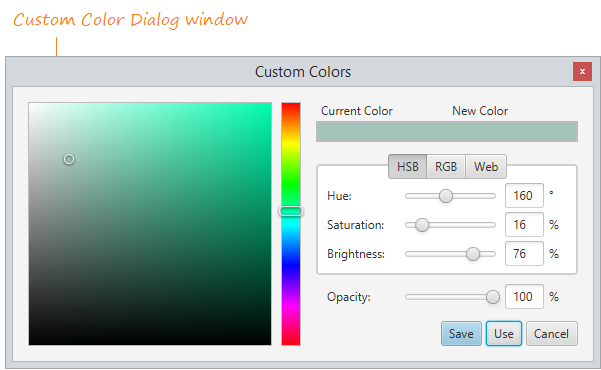 Custom Color Dialog window
Custom Colors
x
Current Color New Color
HSB RGB Web
Hue: 160 °
Saturation: 16 %
Brightness: 76 %
Opacity: 100 %
Save Use Cancel